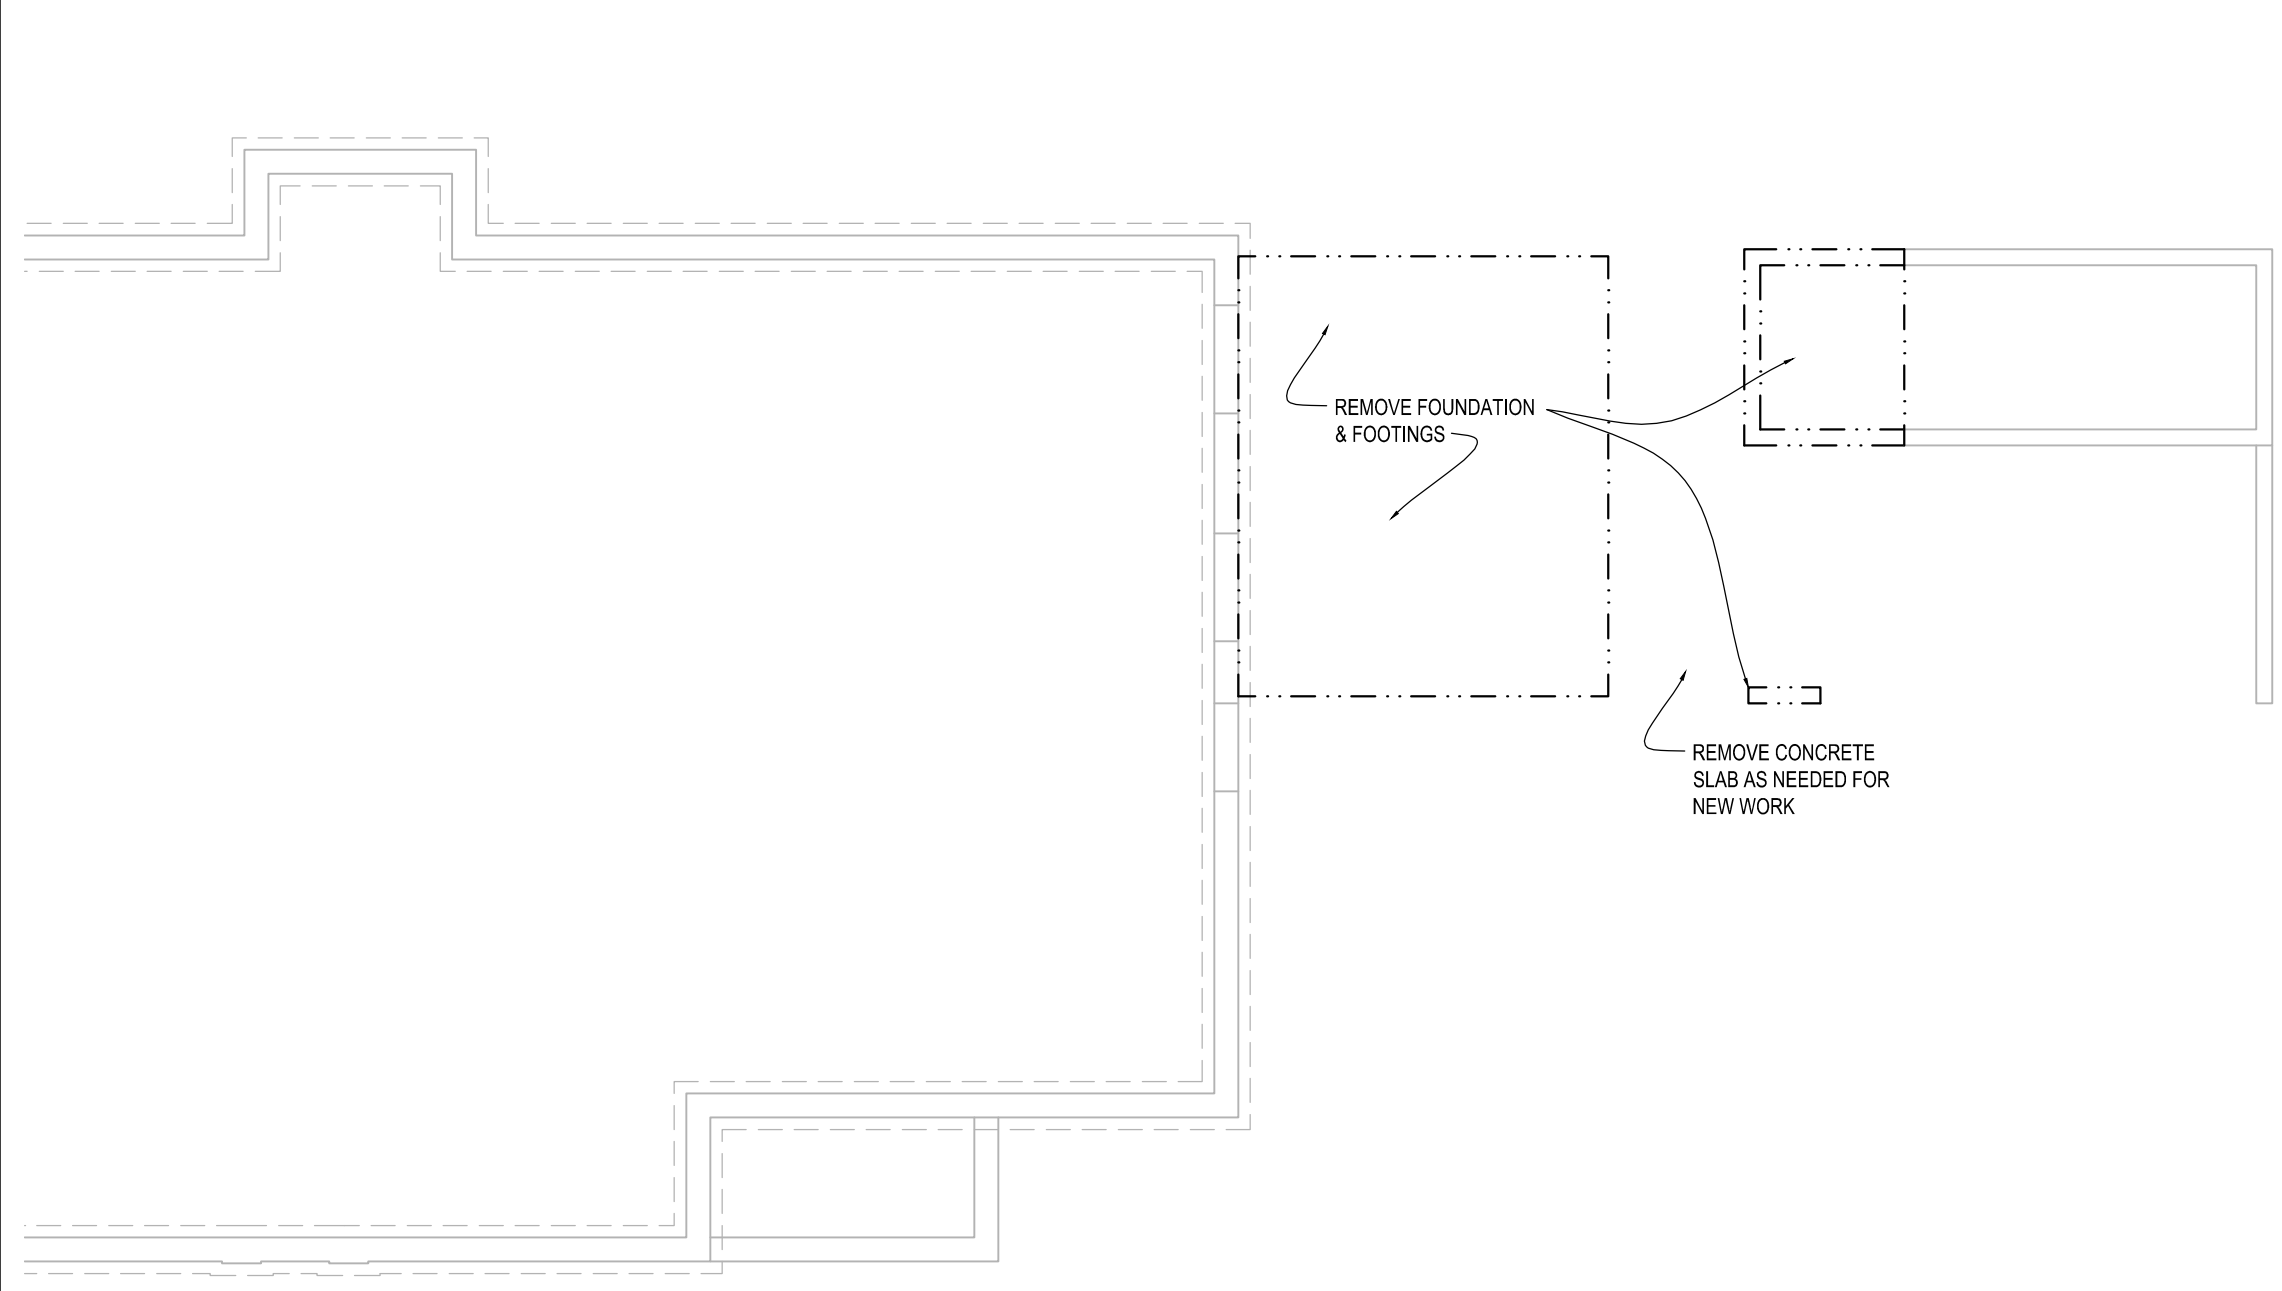 REMOVE FOUNDATION
& FOOTINGS
REMOVE CONCRETE
SLAB AS NEEDED FOR
NEW WORK